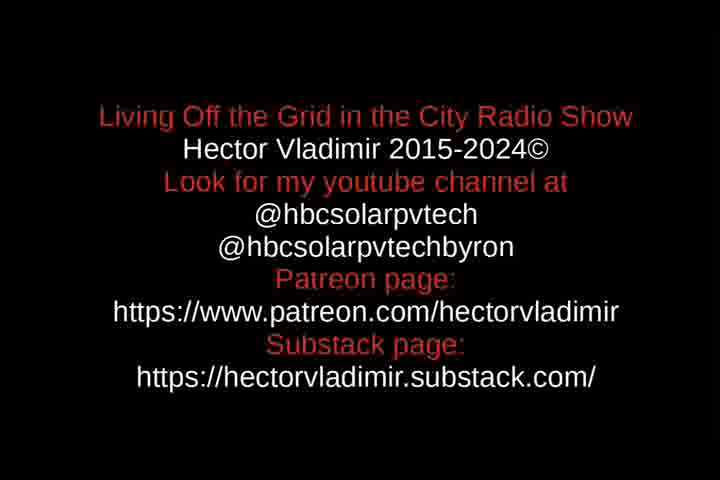 Living Off the Grid in the City Radio Show
Hector Vladimir 2015-2024©
Look for my youtube channel at
@hbcsolarpvtech
@hbcsolarpvtechbyron
Patreon page:
https://www.patreon.com/hectorvladimir
Substack page:
https://hectorvladimir.substack.com/